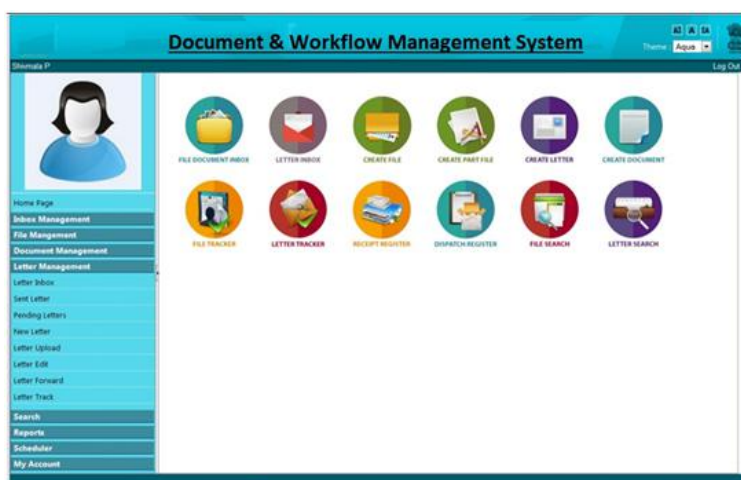 Document & Workflow Management System
A A A
Theme : Aqua
Shivmala P
Log Out
FILE DOCUMENT INBOX
LETTER INBOX
CREATE FILE
CREATE PART FILE
CREATE LETTER
CREATE DOCUMENT
FILE TRACKER
LETTER TRACKER
RECEIPT REGISTER
DISPATCH REGISTER
FILE SEARCH
LETTER SEARCH
Home Page
Inbox Management
File Mangement
Document Management
Letter Management
Letter Inbox
Sent Letter
Pending Letters
New Letter
Letter Upload
Letter Edit
Letter Forward
Letter Track
Search
Reports
Scheduler
My Account